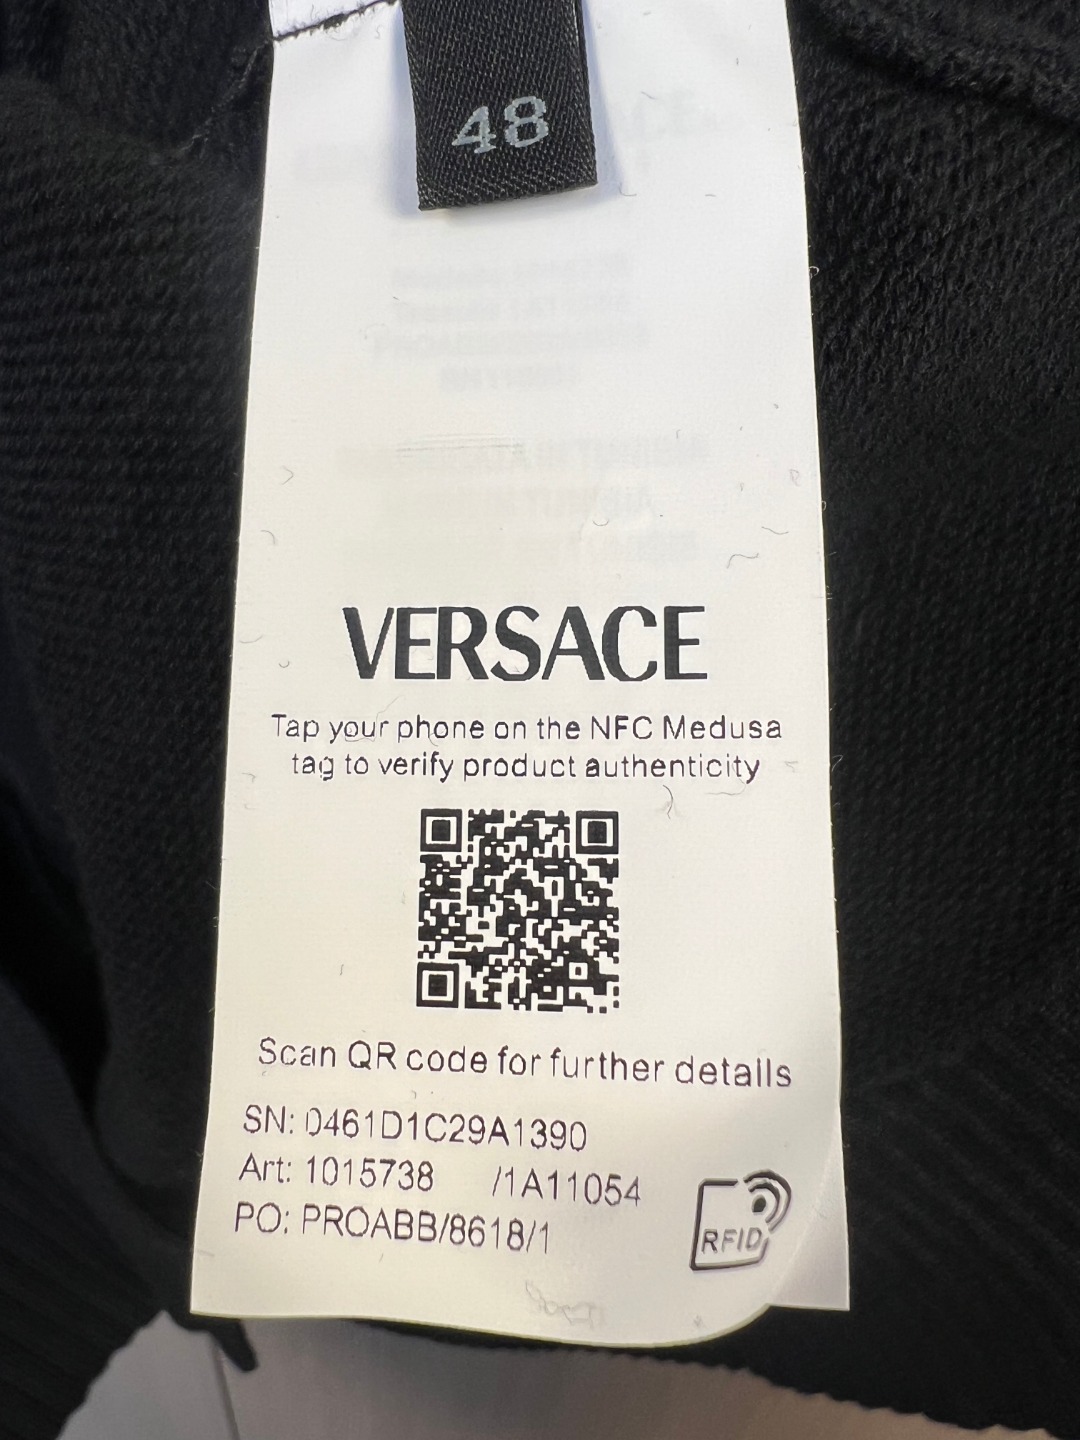 48
VERSACE
Tap your phone on the NFC Medusa
tag to verify product authenticity
Scan QR code for further details
SN: 0461D1C29A1390
Art: 1015738 /1A11054
PO: PROABB/8618/1
RFID